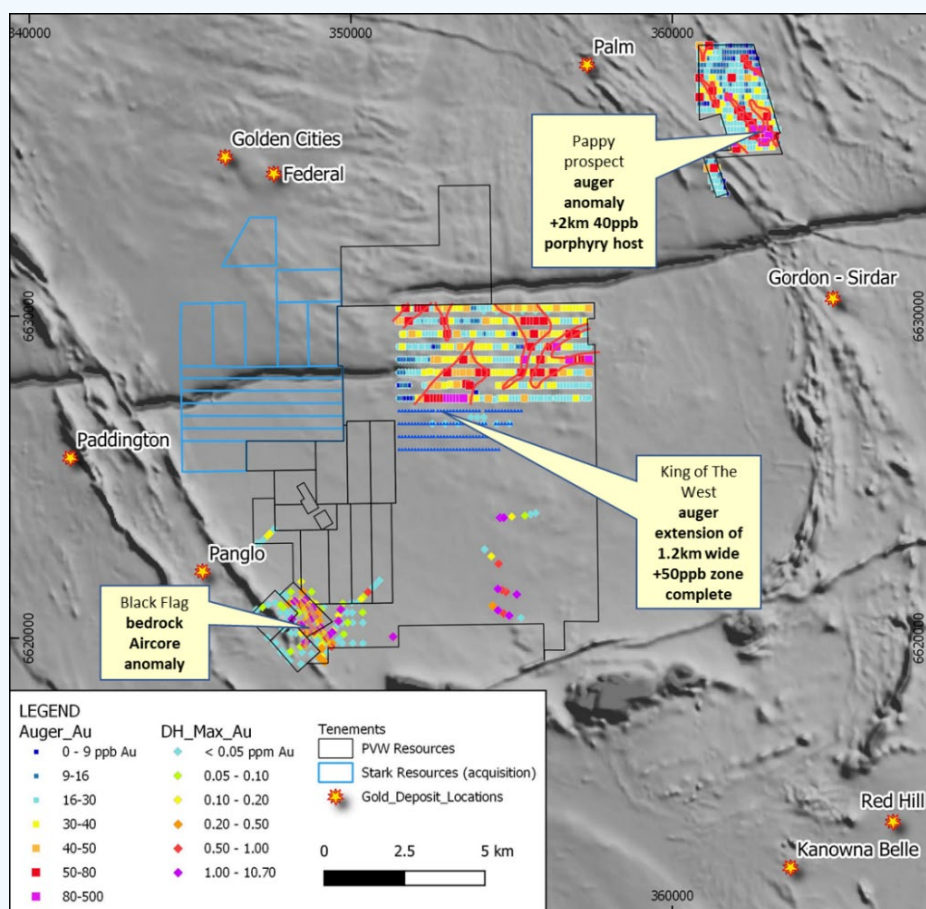 340000
350000
360000
Palm
Golden Cities
Federal
Pappy
prospect
auger
anomaly
+2km 40ppb
porphyry host
Gordon - Sirdar
6630000
6630000
Paddington
King of The
West
auger
extension of
1.2km wide
+50ppb zone
complete
Panglo
Black Flag
bedrock
Aircore
anomaly
6620000
6620000
LEGEND
Auger_Au
0 - 9 ppb Au
9-16
16-30
30-40
40-50
50-80
80-500
DH_Max_Au
< 0.05 ppm Au
0.05 - 0.10
0.10 - 0.20
0.20 - 0.50
0.50 - 1.00
1.00 - 10.70
Tenements
PVW Resources
Stark Resources (acquisition)
Gold_Deposit_Locations
0 2.5 5 km
Red Hill
Kanowna Belle
360000